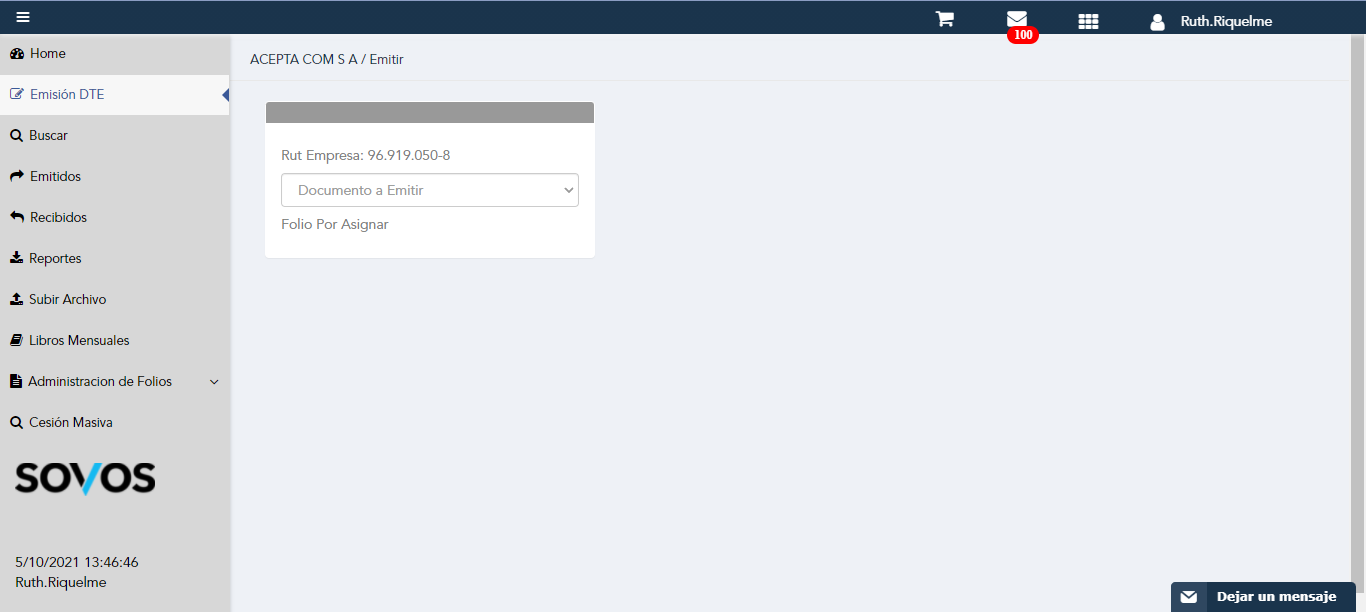 100
Ruth.Riquelme
Home
Emisión DTE
Buscar
Emitidos
Recibidos
Reportes
Subir Archivo
Libros Mensuales
Administracion de Folios
Cesión Masiva
SOVOS
5/10/2021 13:46:46
Ruth.Riquelme
ACEPTA COM S A / Emitir
Rut Empresa: 96.919.050-8
Documento a Emitir
Folio Por Asignar
Dejar un mensaje